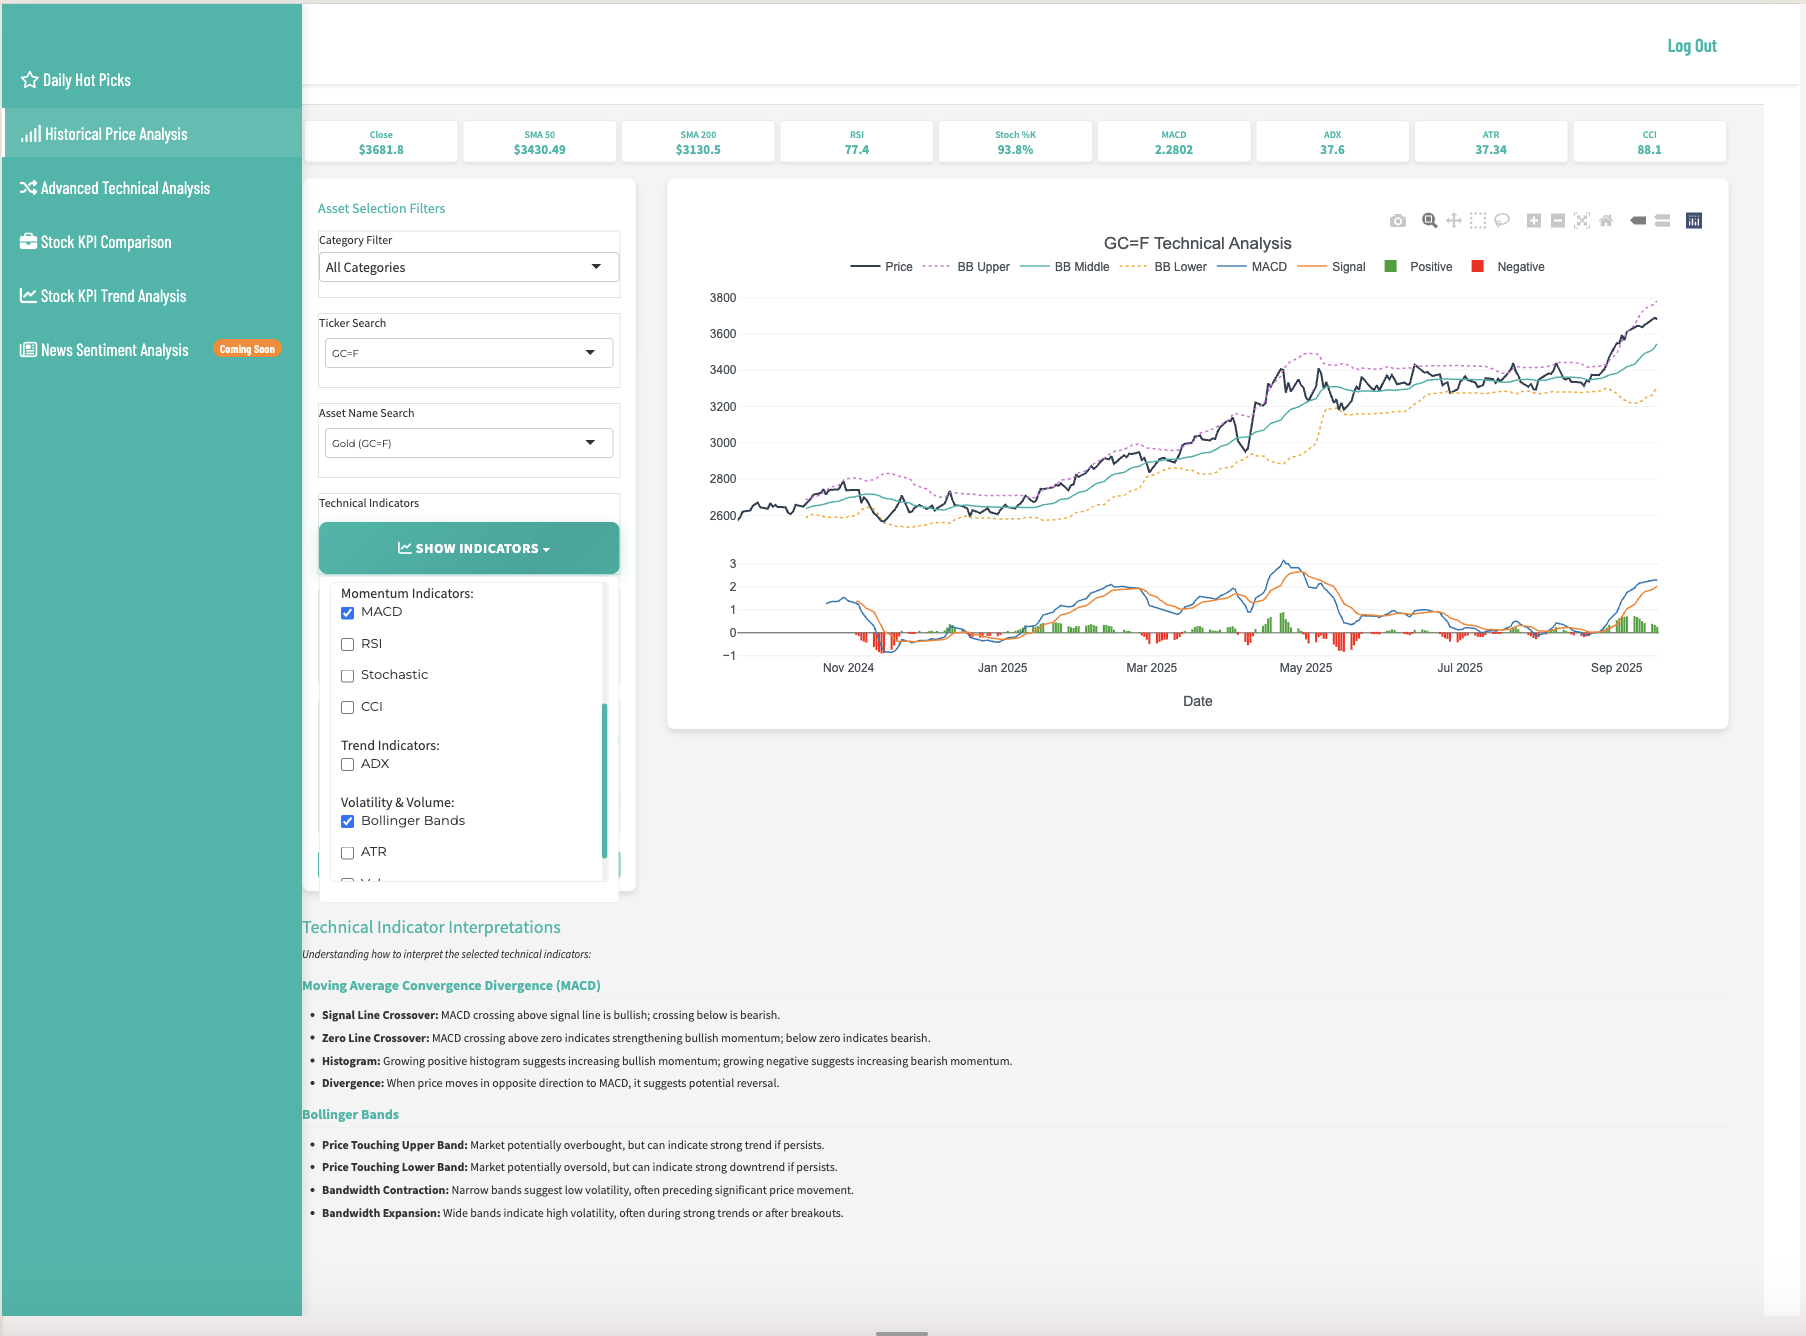 Log Out
Daily Hot Picks
Historical Price Analysis
Advanced Technical Analysis
Stock KPI Comparison
Stock KPI Trend Analysis
News Sentiment Analysis Coming Soon
Close
$3681.8
SMA 50
$3430.49
SMA 200
$3130.5
RSI
77.4
Stoch %K
93.8%
MACD
2.2802
ADX
37.6
ATR
37.34
CCI
88.1
Asset Selection Filters
Category Filter
All Categories
Ticker Search
GC=F
Asset Name Search
Gold (GC=F)
Technical Indicators
SHOW INDICATORS
Momentum Indicators:
MACD
RSI
Stochastic
CCI
Trend Indicators:
ADX
Volatility & Volume:
Bollinger Bands
ATR
GC=F Technical Analysis
Price BB Upper BB Middle BB Lower MACD Signal Positive Negative
3800
3600
3400
3200
3000
2800
2600
3
2
1
0
−1
Nov 2024 Jan 2025 Mar 2025 May 2025 Jul 2025 Sep 2025
Date
Technical Indicator Interpretations
Understanding how to interpret the selected technical indicators:
Moving Average Convergence Divergence (MACD)
• Signal Line Crossover: MACD crossing above signal line is bullish; crossing below is bearish.
• Zero Line Crossover: MACD crossing above zero indicates strengthening bullish momentum; below zero indicates bearish.
• Histogram: Growing positive histogram suggests increasing bullish momentum; growing negative suggests increasing bearish momentum.
• Divergence: When price moves in opposite direction to MACD, it suggests potential reversal.
Bollinger Bands
• Price Touching Upper Band: Market potentially overbought, but can indicate strong trend if persists.
• Price Touching Lower Band: Market potentially oversold, but can indicate strong downtrend if persists.
• Bandwidth Contraction: Narrow bands suggest low volatility, often preceding significant price movement.
• Bandwidth Expansion: Wide bands indicate high volatility, often during strong trends or after breakouts.